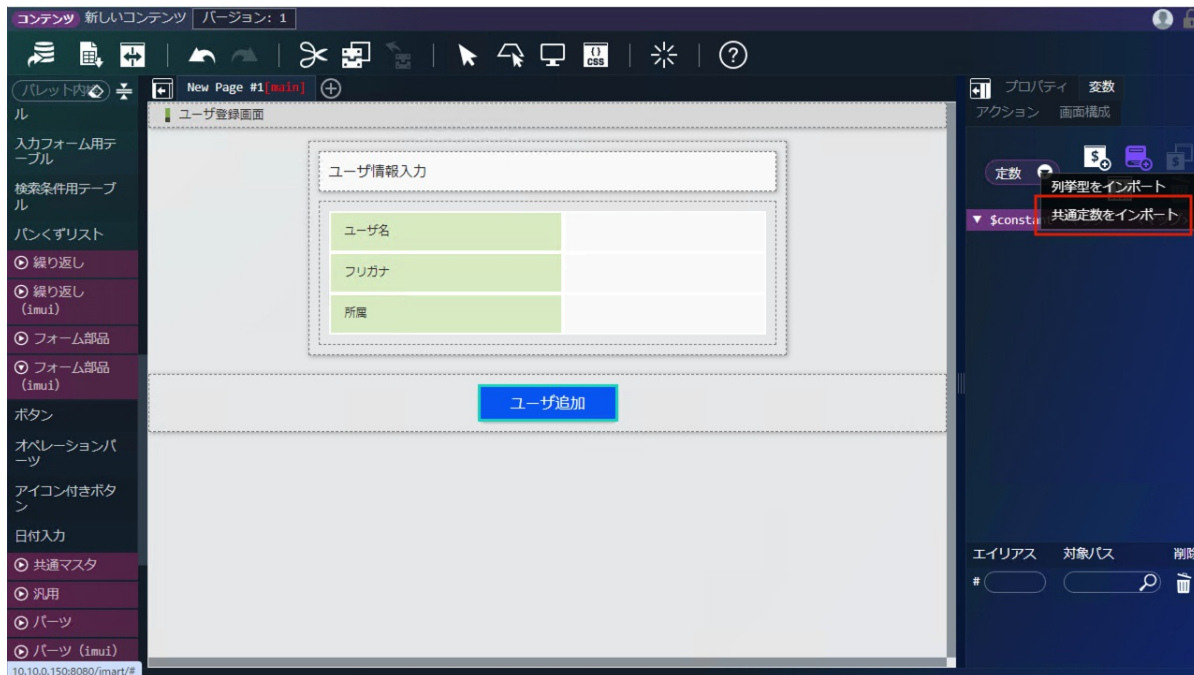 コンテンツ 新しいコンテンツ バージョン: 1
{}
CSS
?
パレット内検
ル
入力フォーム用テ
ーブル
検索条件用テーブ
ル
パンくずリスト
繰り返し
繰り返し
(imui)
フォーム部品
フォーム部品
(imui)
ボタン
オペレーションパ
ーツ
アイコン付きボタ
ン
日付入力
共通マスタ
汎用
パーツ
パーツ (imui)
10.10.0.150:8080/imart/#
New Page #1[main]
ユーザ登録画面
ユーザ情報入力
ユーザ名
フリガナ
所属
ユーザ追加
プロパティ 変数
アクション 画面構成
定数
列挙型をインポート
共通定数をインポート
$consta
エイリアス 対象パス 削除
#